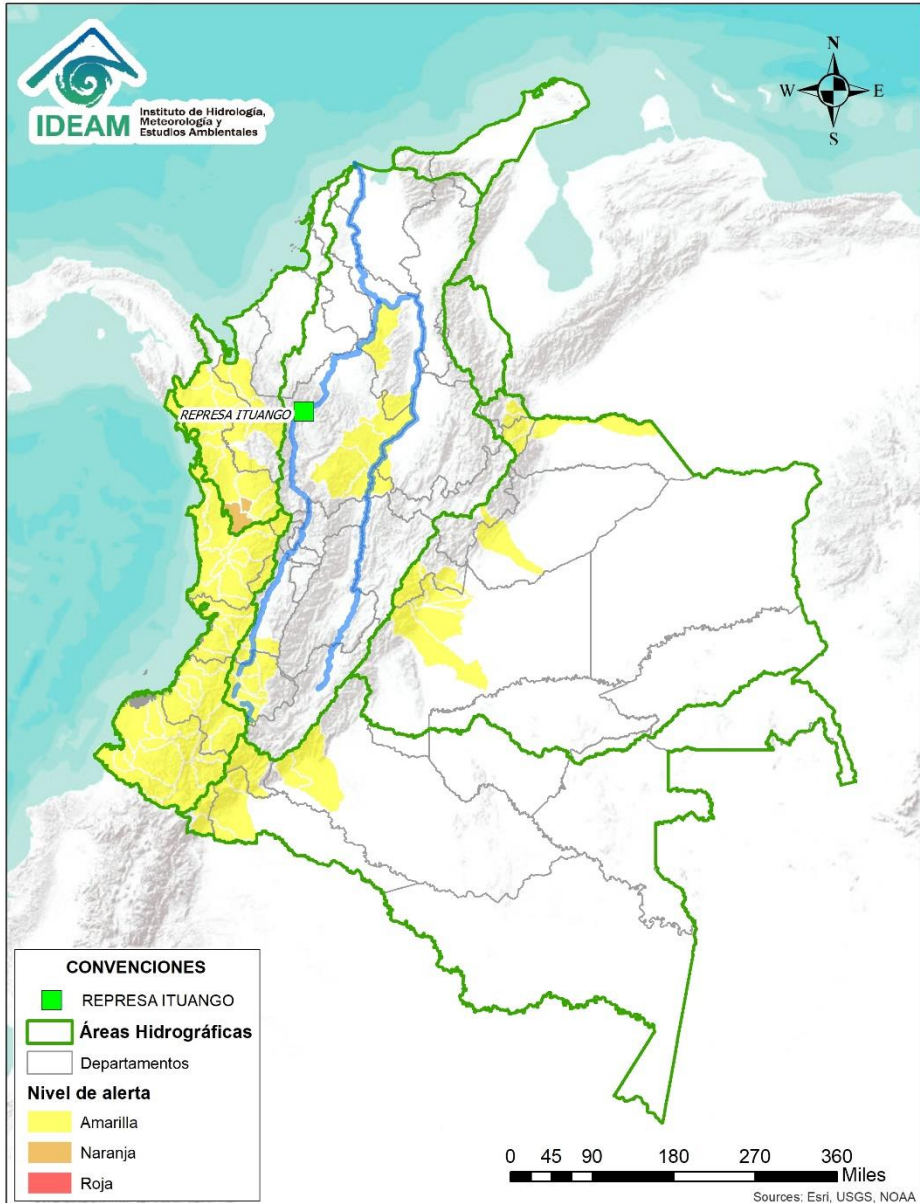 IDEAM
Instituto de Hidrología,
Meteorología y
Estudios Ambientales
N
W
E
S
REPRESA ITUANGO
CONVENCIONES
REPRESA ITUANGO
Áreas Hidrográficas
Departamentos
Nivel de alerta
Amarilla
Naranja
Roja
0 45 90 180 270 360
Miles
Sources: Esri, USGS, NOAA